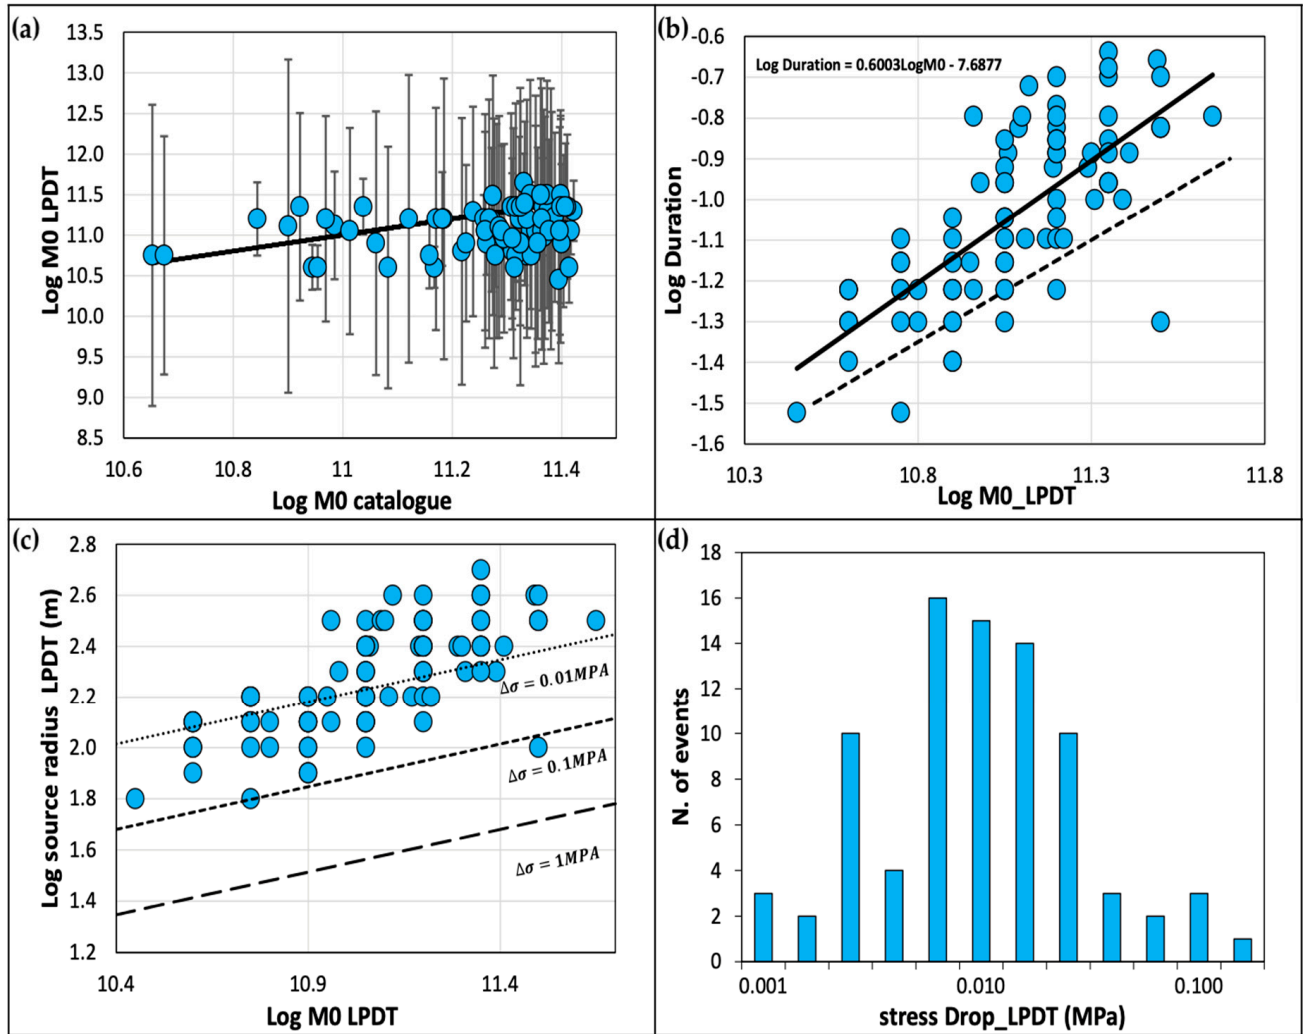 (a)
13.5
13.0
12.5
12.0
11.5
11.0
10.5
10.0
9.5
9.0
8.5
Log M0 LPDT
10.6 10.8 11 11.2 11.4
Log M0 catalogue
(b)
-0.6
-0.7
-0.8
-0.9
-1.0
-1.1
-1.2
-1.3
-1.4
-1.5
-1.6
Log Duration
Log Duration = 0.6003LogM0 - 7.6877
10.3 10.8 11.3 11.8
Log M0_LPDT
(c)
2.8
2.6
2.4
2.2
2.0
1.8
1.6
1.4
1.2
Log source radius LPDT (m)
Δσ = 0.01MPA
Δσ = 0.1MPA
Δσ = 1MPA
10.4 10.9 11.4
Log M0 LPDT
(d)
18
16
14
12
10
8
6
4
2
0
N. of events
0.001 0.010 0.100
stress Drop_LPDT (MPa)